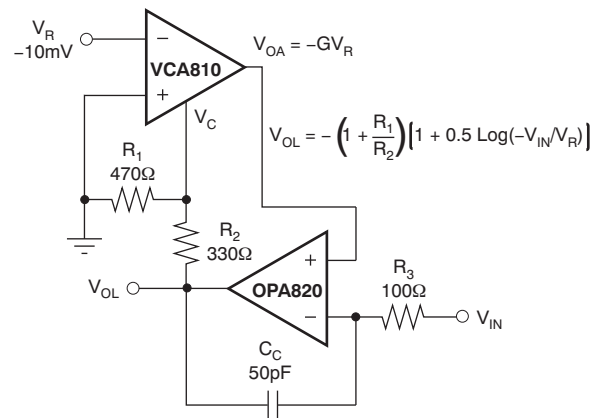 V_R
−10mV
−
VCA810
+
V_C
V_OA = −GV_R
V_OL = − (1 + R_1/R_2) [1 + 0.5 Log(−V_IN/V_R)]
R_1
470Ω
R_2
330Ω
+
OPA820
−
R_3
100Ω
V_OL
V_IN
C_C
50pF